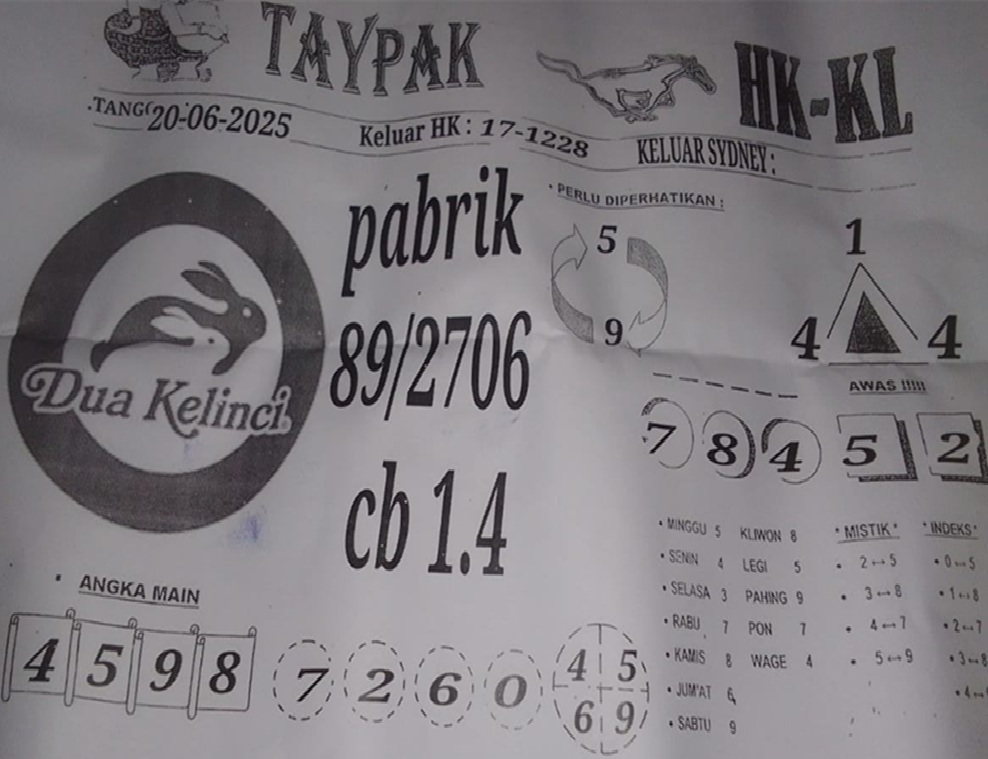 TAYPAK
HK-KL
20-06-2025
Keluar HK : 17-1228
KELUAR SYDNEY :
pabrik
89/2706
cb 1.4
Dua Kelinci
• PERLU DIPERHATIKAN :
5
9
1
4 4
AWAS !!!!!
7 8 4 5 2
• ANGKA MAIN
4 5 9 8
7 2 6 0
4 5
6 9
• MINGGU 5 KLIWON 8
• SENIN 4 LEGI 5
• SELASA 3 PAHING 9
• RABU 7 PON 7
• KAMIS 8 WAGE 4
• JUM'AT 6
• SABTU 9
* MISTIK *
• 2↔5
• 3↔8
• 4↔7
• 5↔9
* INDEKS *
• 0↔5
• 1↔8
• 2↔7
• 3↔8
• 4↔